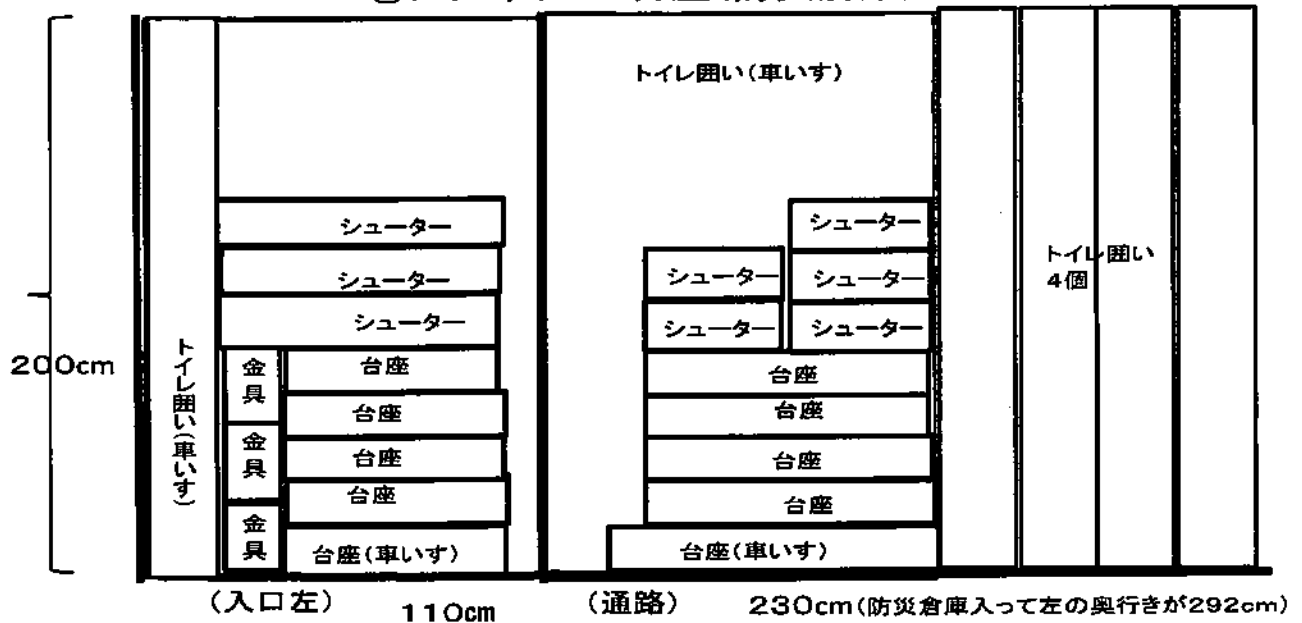 トイレ囲い(車いす)
シューター
シューター
シューター
金具
台座
台座
金具
台座
台座
金具
台座(車いす)
トイレ囲い(車いす)
シューター
シューター
シューター
シューター
シューター
台座
台座
台座
台座
台座(車いす)
トイレ囲い
4個
200cm
(入口左)
110cm
(通路)
230cm(防災倉庫入って左の奥行きが292cm)